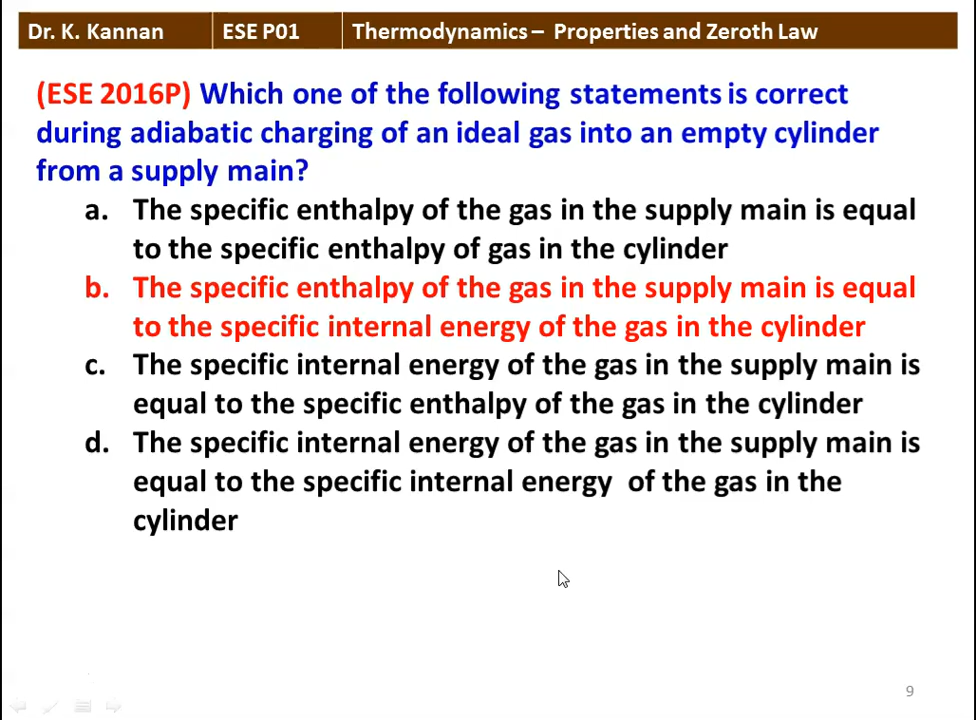 Dr. K. Kannan ESE P01 Thermodynamics – Properties and Zeroth Law
(ESE 2016P) Which one of the following statements is correct
during adiabatic charging of an ideal gas into an empty cylinder
from a supply main?
a. The specific enthalpy of the gas in the supply main is equal
to the specific enthalpy of gas in the cylinder
b. The specific enthalpy of the gas in the supply main is equal
to the specific internal energy of the gas in the cylinder
c. The specific internal energy of the gas in the supply main is
equal to the specific enthalpy of the gas in the cylinder
d. The specific internal energy of the gas in the supply main is
equal to the specific internal energy of the gas in the
cylinder
9